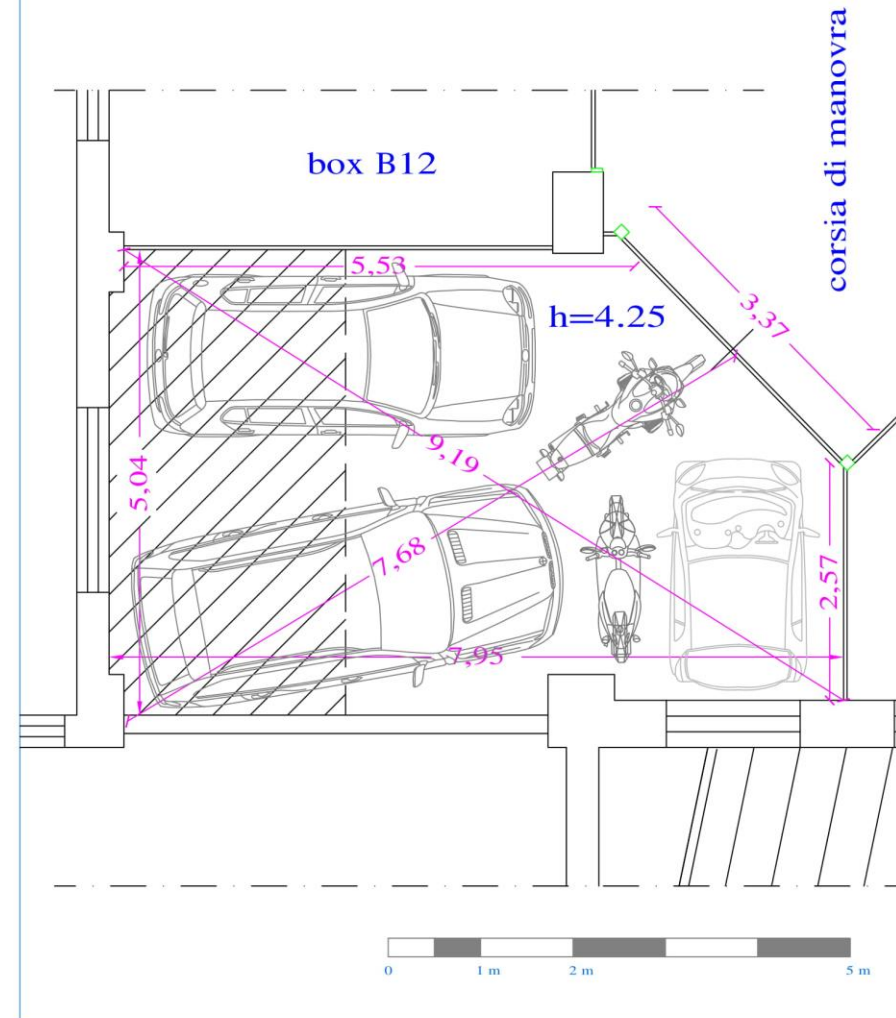 corsia di manovra
box B12
5,53
h=4.25
3,37
9,19
5,04
7,68
2,57
7,95
0
1 m
2 m
5 m